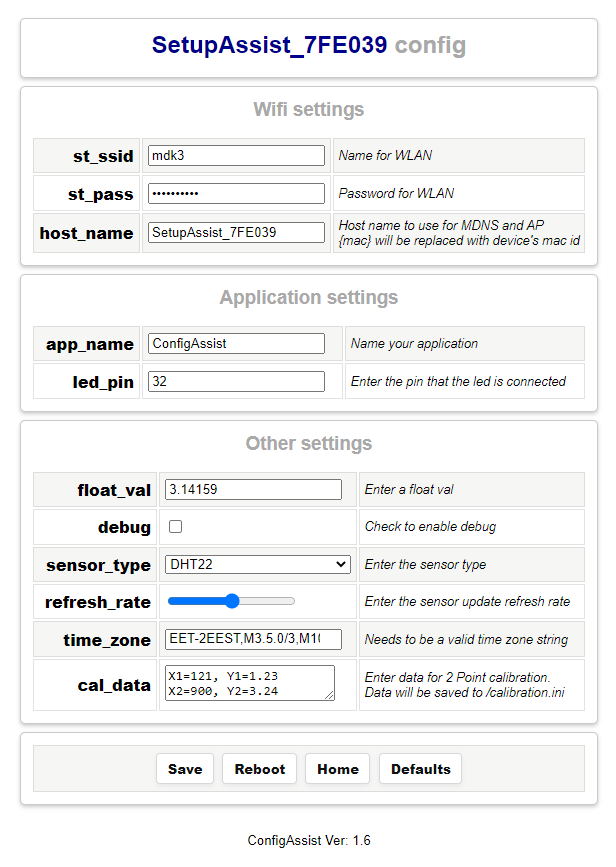 SetupAssist_7FE039 config
Wifi settings
st_ssid mdk3 Name for WLAN
st_pass •••••••••• Password for WLAN
host_name SetupAssist_7FE039 Host name to use for MDNS and AP
{mac} will be replaced with device's mac id
Application settings
app_name ConfigAssist Name your application
led_pin 32 Enter the pin that the led is connected
Other settings
float_val 3.14159 Enter a float val
debug Check to enable debug
sensor_type DHT22 Enter the sensor type
refresh_rate Enter the sensor update refresh rate
time_zone EET-2EEST,M3.5.0/3,M10 Needs to be a valid time zone string
cal_data X1=121, Y1=1.23 Enter data for 2 Point calibration.
X2=900, Y2=3.24 Data will be saved to /calibration.ini
Save Reboot Home Defaults
ConfigAssist Ver: 1.6